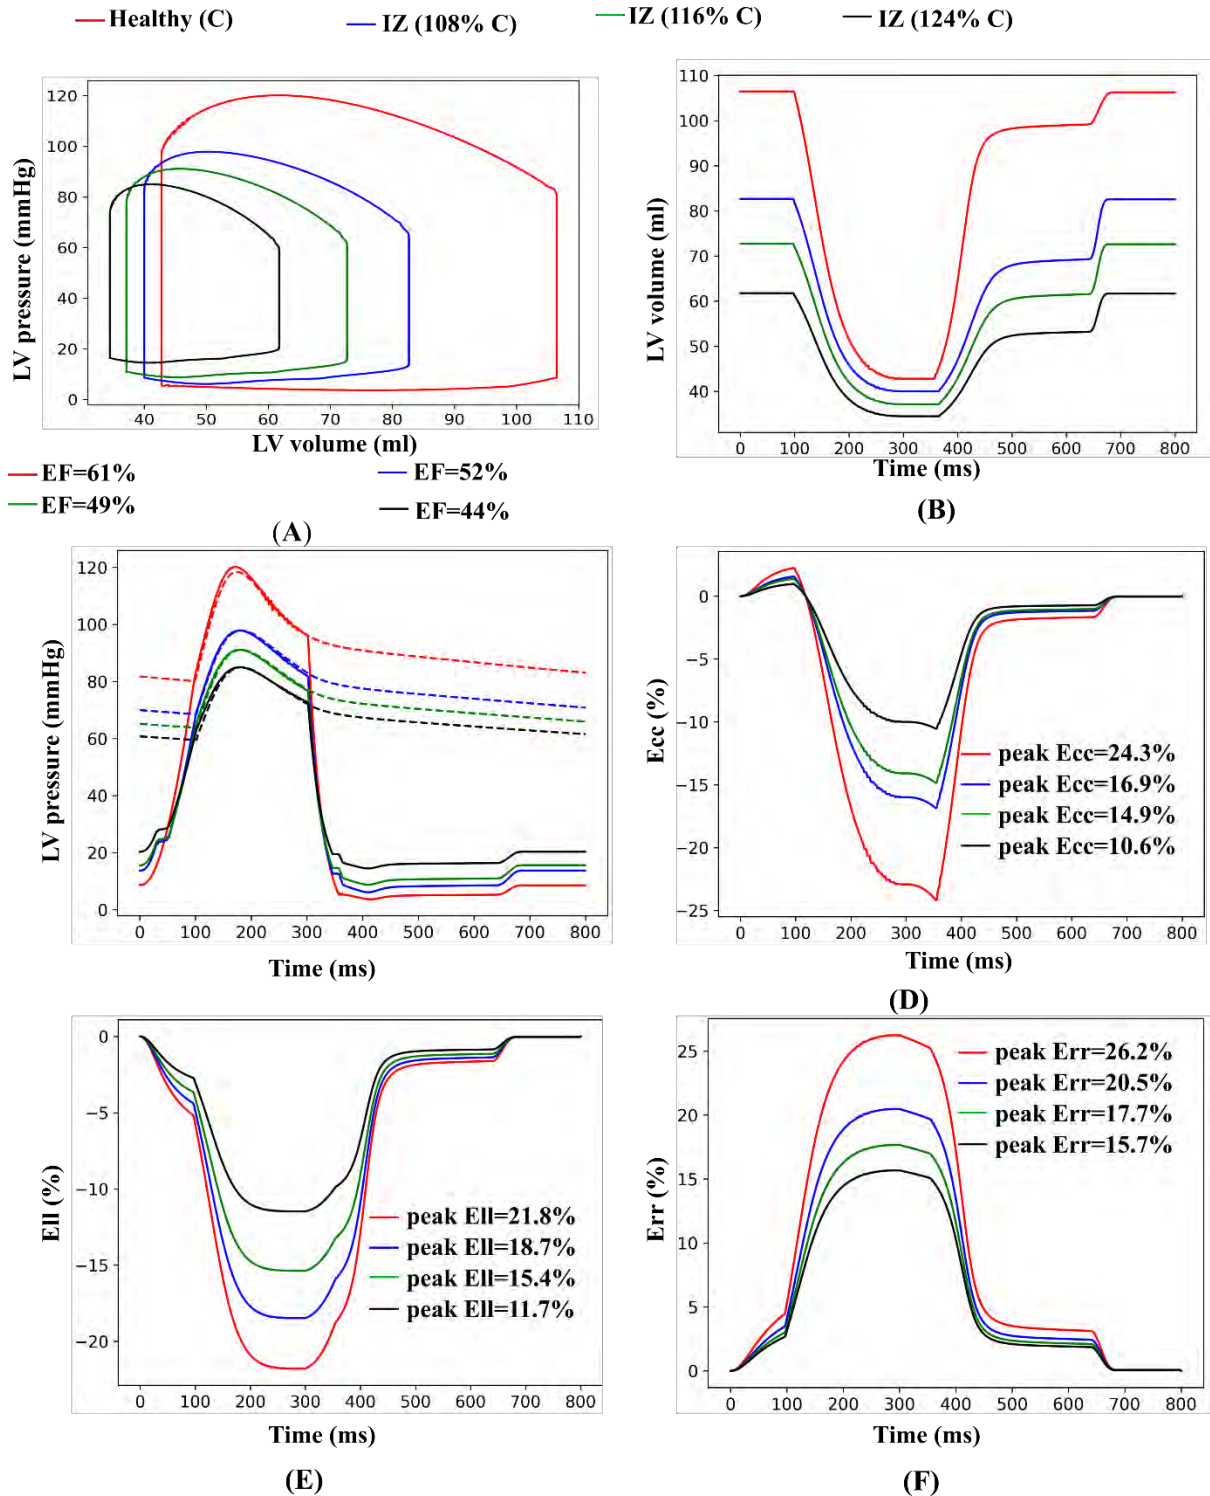 Healthy (C)
IZ (108% C)
IZ (116% C)
IZ (124% C)
LV pressure (mmHg)
120
100
80
60
40
20
0
40 50 60 70 80 90 100 110
LV volume (ml)
EF=61%
EF=52%
EF=49%
EF=44%
(A)
LV volume (ml)
110
100
90
80
70
60
50
40
0 100 200 300 400 500 600 700 800
Time (ms)
(B)
LV pressure (mmHg)
120
100
80
60
40
20
0
0 100 200 300 400 500 600 700 800
Time (ms)
Ecc (%)
0
−5
−10
−15
−20
−25
peak Ecc=24.3%
peak Ecc=16.9%
peak Ecc=14.9%
peak Ecc=10.6%
0 100 200 300 400 500 600 700 800
Time (ms)
(D)
Ell (%)
0
−5
−10
−15
−20
peak Ell=21.8%
peak Ell=18.7%
peak Ell=15.4%
peak Ell=11.7%
0 100 200 300 400 500 600 700 800
Time (ms)
(E)
Err (%)
25
20
15
10
5
0
peak Err=26.2%
peak Err=20.5%
peak Err=17.7%
peak Err=15.7%
0 100 200 300 400 500 600 700 800
Time (ms)
(F)